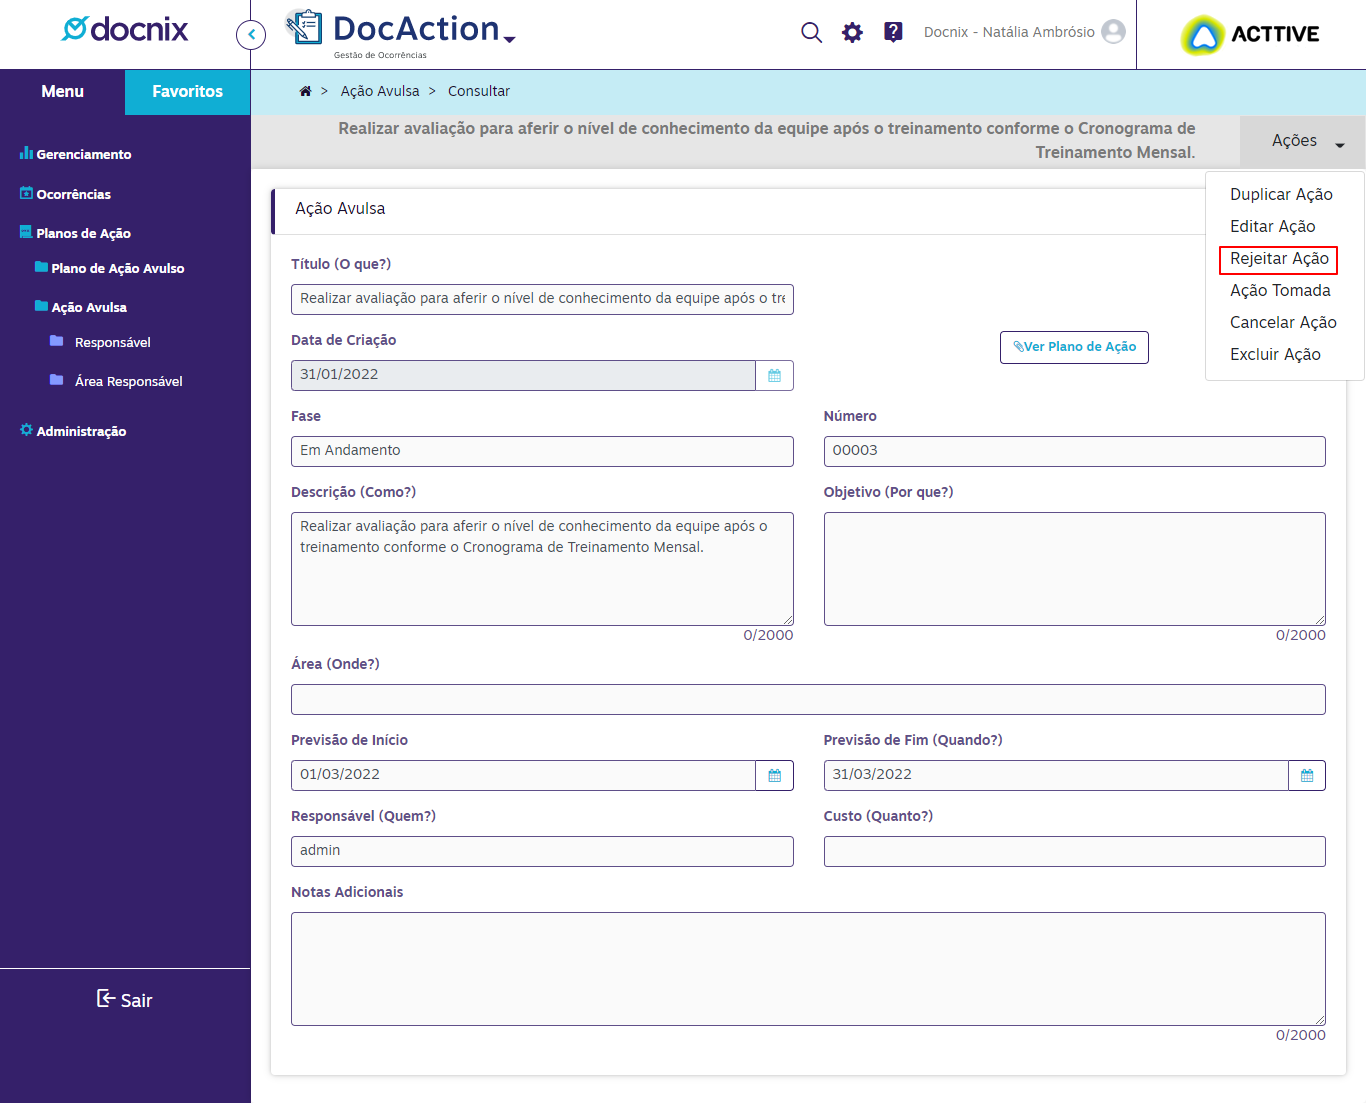 docnix
DocAction
Gestão de Ocorrências
Docnix - Natália Ambrósio
ACTTIVE
Menu
Favoritos
> Ação Avulsa > Consultar
Realizar avaliação para aferir o nível de conhecimento da equipe após o treinamento conforme o Cronograma de
Treinamento Mensal.
Ações
Gerenciamento
Ocorrências
Planos de Ação
Plano de Ação Avulso
Ação Avulsa
Responsável
Área Responsável
Administração
Sair
Duplicar Ação
Editar Ação
Rejeitar Ação
Ação Tomada
Cancelar Ação
Excluir Ação
Ação Avulsa
Título (O que?)
Realizar avaliação para aferir o nível de conhecimento da equipe após o tre
Data de Criação
31/01/2022
Ver Plano de Ação
Fase
Número
Em Andamento
00003
Descrição (Como?)
Objetivo (Por que?)
Realizar avaliação para aferir o nível de conhecimento da equipe após o
treinamento conforme o Cronograma de Treinamento Mensal.
0/2000
0/2000
Área (Onde?)
Previsão de Início
Previsão de Fim (Quando?)
01/03/2022
31/03/2022
Responsável (Quem?)
Custo (Quanto?)
admin
Notas Adicionais
0/2000